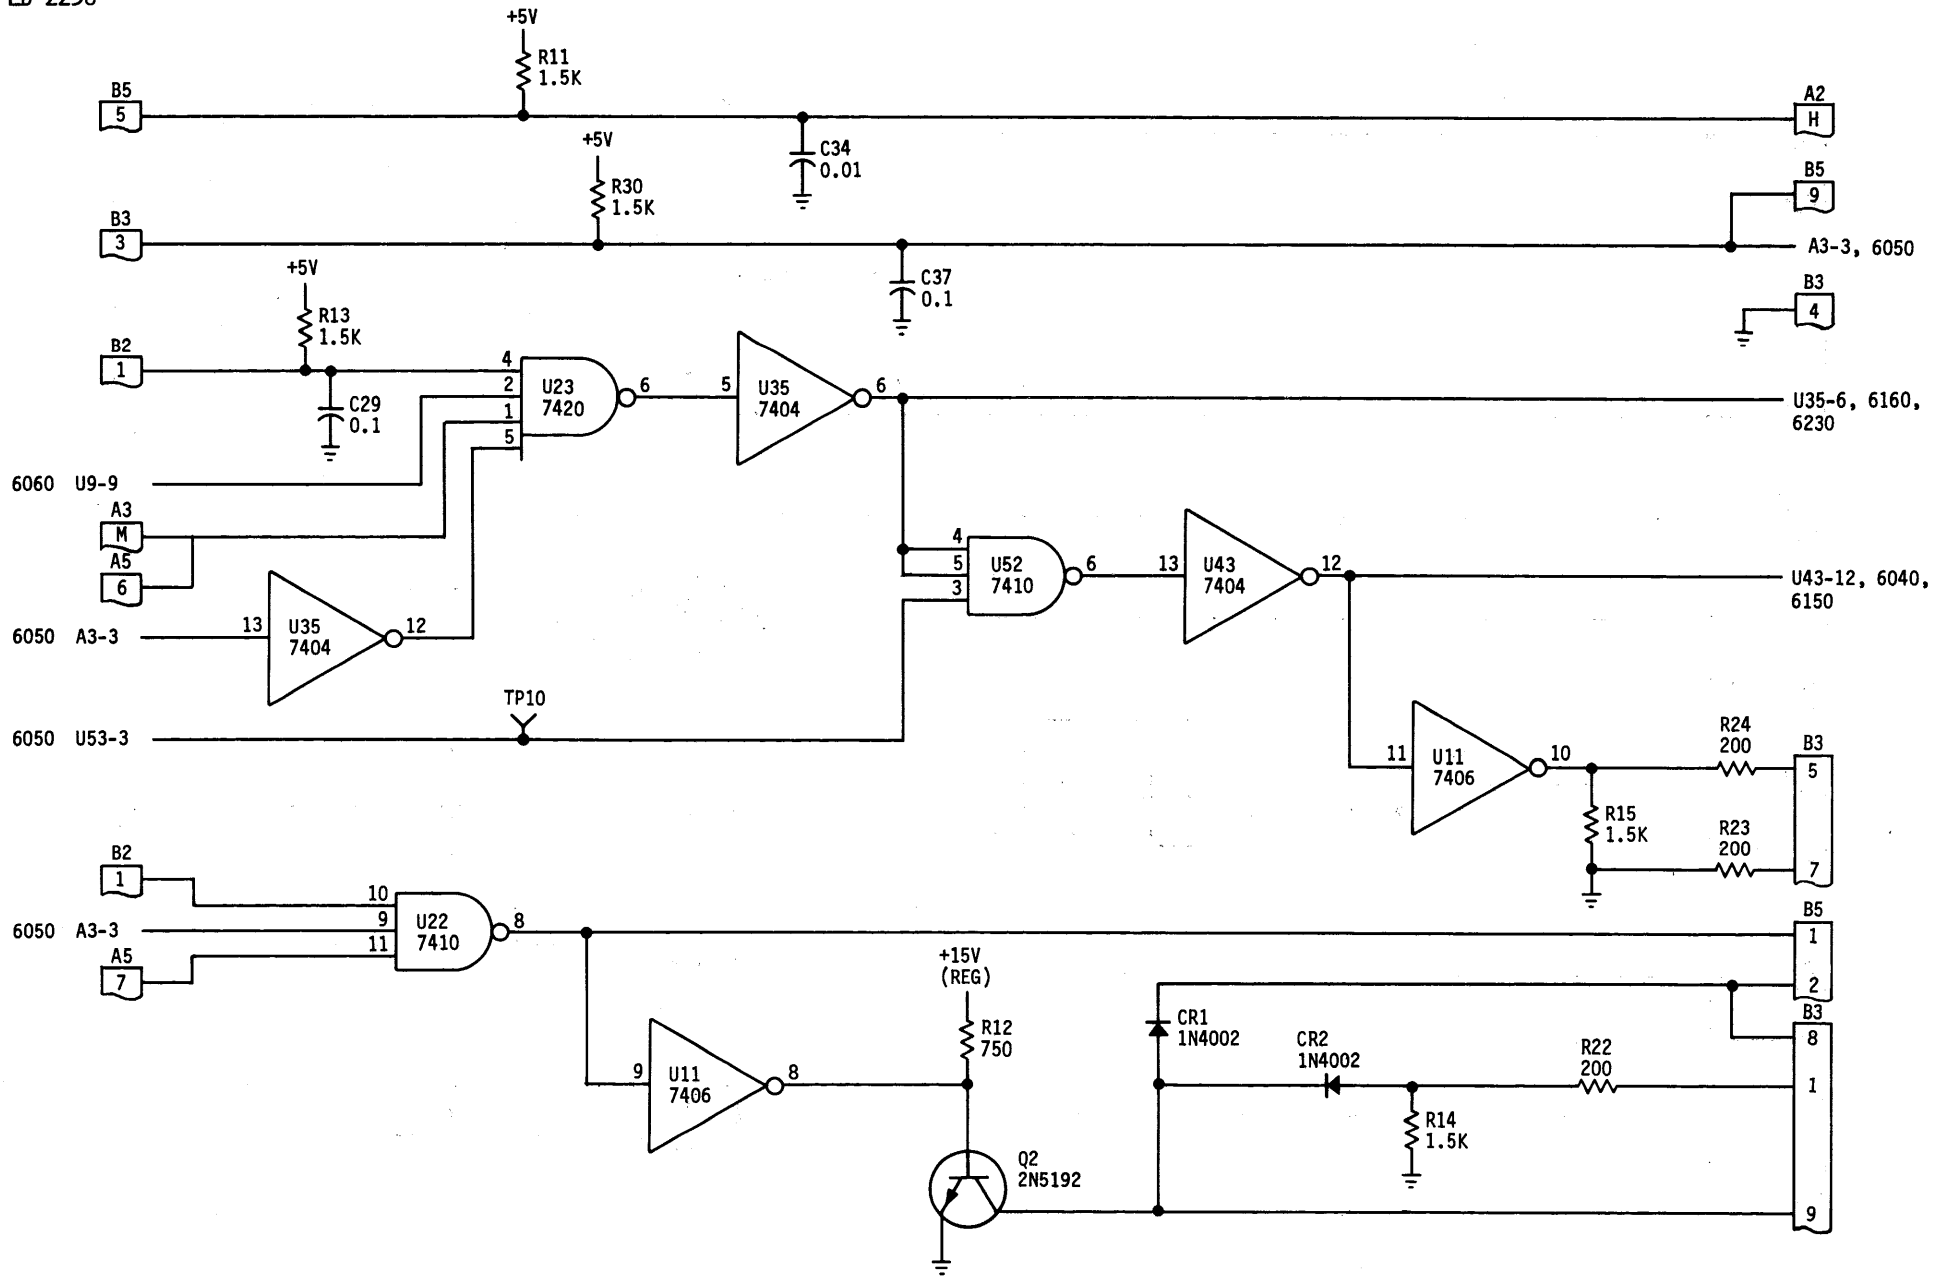 +5V
R11
1.5K
B5
5
A2
H
+5V
C34
0.01
R30
1.5K
B5
9
B3
3
A3-3, 6050
+5V
C37
0.1
B3
4
R13
1.5K
B2
1
4
2
1
5
U23
7420
6
5
U35
7404
6
C29
0.1
U35-6, 6160,
6230
6060 U9-9
A3
M
A5
6
4
5
3
U52
7410
6
13
U43
7404
12
U43-12, 6040,
6150
6050 A3-3
13
U35
7404
12
TP10
6050 U53-3
11
U11
7406
10
R24
200
B3
5
R15
1.5K
R23
200
7
B2
1
10
9
11
U22
7410
8
6050 A3-3
A5
7
B5
1
2
+15V
(REG)
R12
750
CR1
1N4002
CR2
1N4002
R22
200
B3
8
1
9
9
U11
7406
8
R14
1.5K
Q2
2N5192